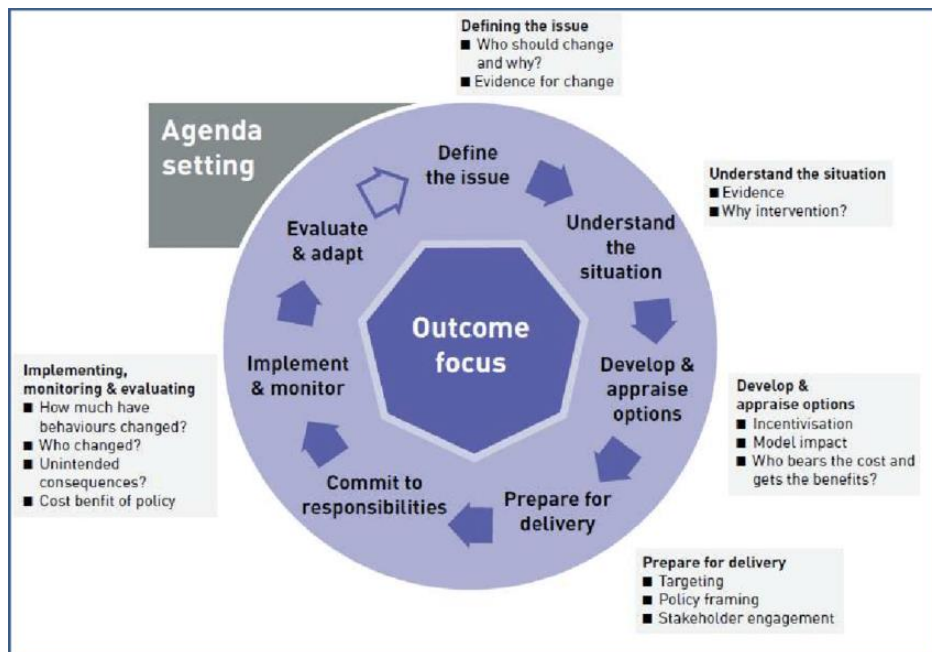 Defining the issue
■ Who should change
and why?
■ Evidence for change
Agenda
setting
Define
the issue
Understand the situation
■ Evidence
■ Why intervention?
Understand
the
situation
Evaluate
& adapt
Outcome
focus
Implementing,
monitoring & evaluating
■ How much have
behaviours changed?
■ Who changed?
■ Unintended
consequences?
■ Cost benfit of policy
Implement
& monitor
Develop &
appraise options
Develop &
appraise options
■ Incentivisation
■ Model impact
■ Who bears the cost and
gets the benefits?
Commit to
responsibilities
Prepare for
delivery
Prepare for delivery
■ Targeting
■ Policy framing
■ Stakeholder engagement